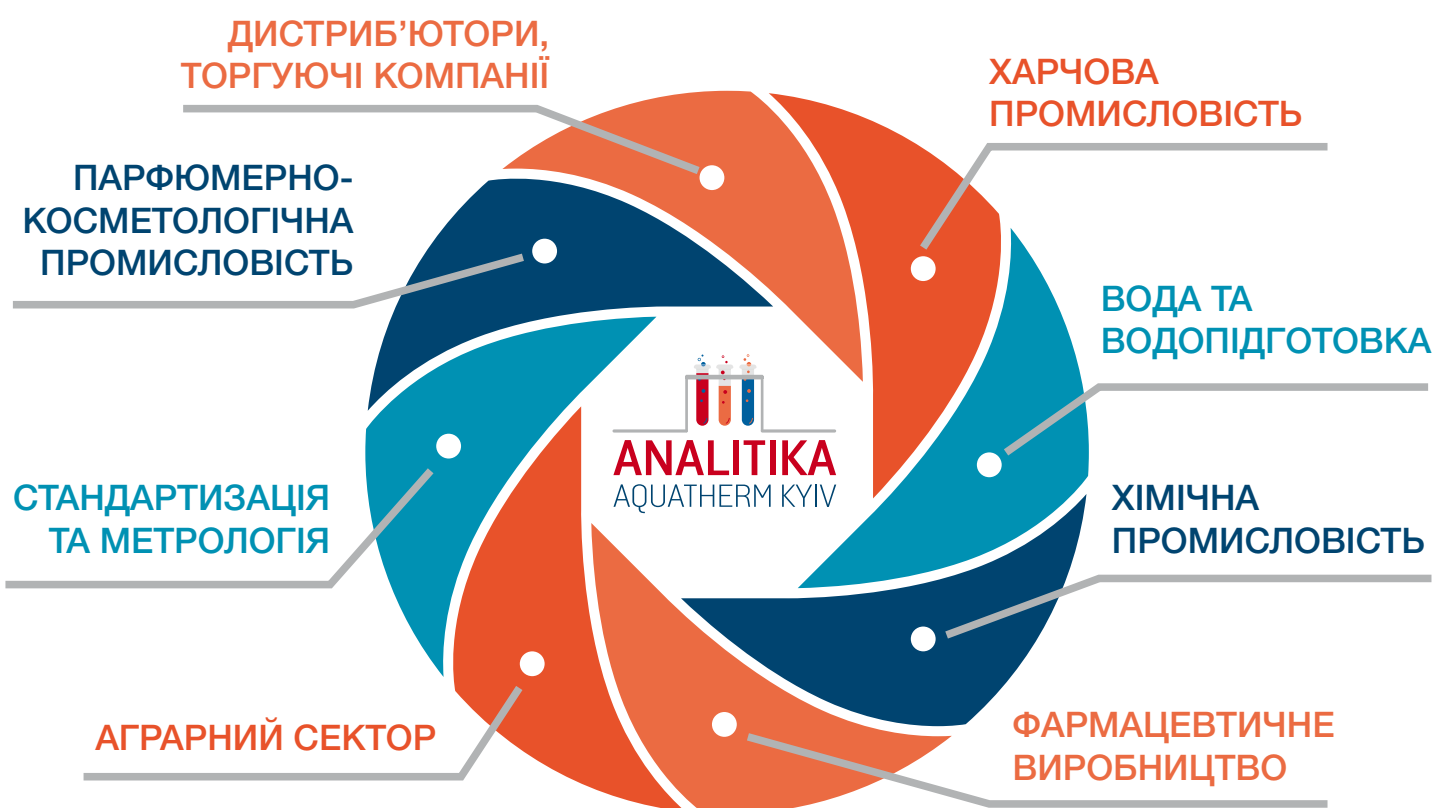 ДИСТРИБ’ЮТОРИ,
ТОРГУЮЧІ КОМПАНІЇ
ХАРЧОВА
ПРОМИСЛОВІСТЬ
ПАРФЮМЕРНО-
КОСМЕТОЛОГІЧНА
ПРОМИСЛОВІСТЬ
ВОДА ТА
ВОДОПІДГОТОВКА
ANALITIKA
AQUATHERM KYIV
СТАНДАРТИЗАЦІЯ
ТА МЕТРОЛОГІЯ
ХІМІЧНА
ПРОМИСЛОВІСТЬ
АГРАРНИЙ СЕКТОР
ФАРМАЦЕВТИЧНЕ
ВИРОБНИЦТВО